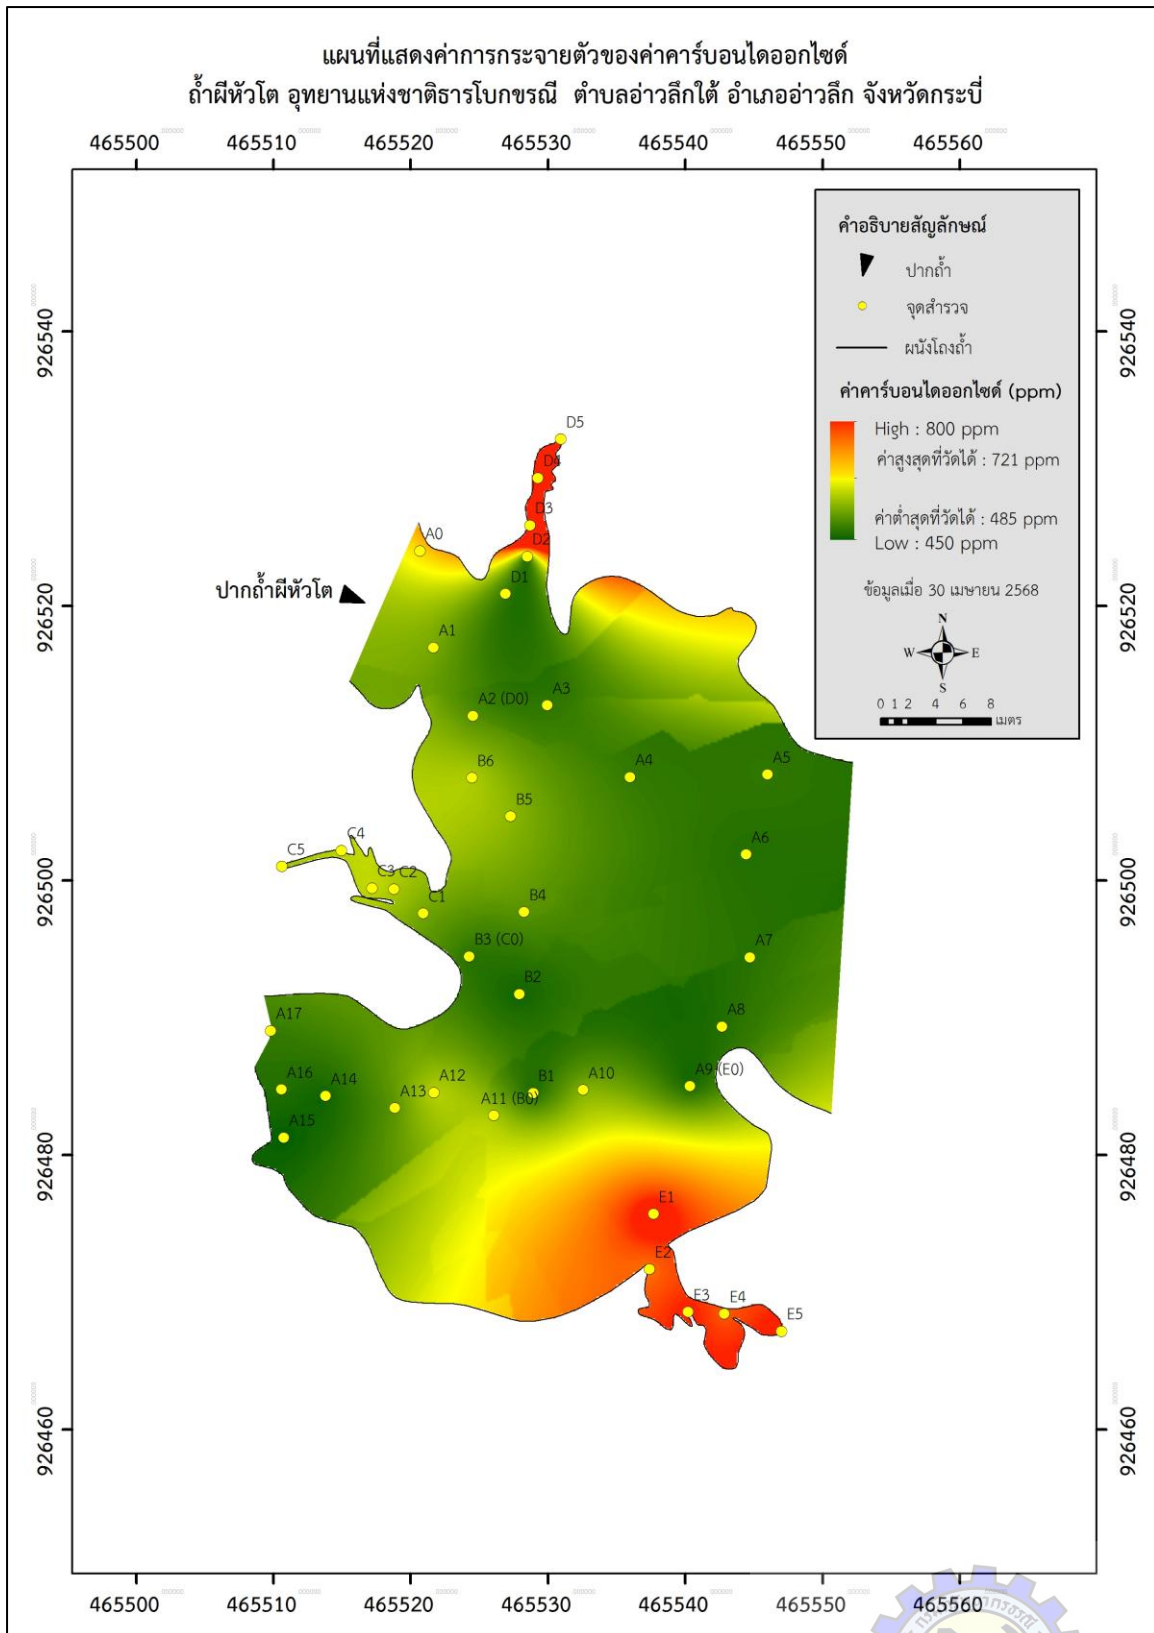 แผนที่แสดงค่าการกระจายตัวของค่าคาร์บอนไดออกไซด์
ถ้ำผีหัวโต อุทยานแห่งชาติธารโบกขรณี ตำบลอ่าวลึกใต้ อำเภออ่าวลึก จังหวัดกระบี่
465500 465510 465520 465530 465540 465550 465560
คำอธิบายสัญลักษณ์
ปากถ้ำ
จุดสำรวจ
ผนังโถงถ้ำ
ค่าคาร์บอนไดออกไซด์ (ppm)
High : 800 ppm
ค่าสูงสุดที่วัดได้ : 721 ppm
ค่าต่ำสุดที่วัดได้ : 485 ppm
Low : 450 ppm
ข้อมูลเมื่อ 30 เมษายน 2568
N
W E
S
0 1 2 4 6 8
เมตร
926540 926540
D5
D4
D3
A0 D2
ปากถ้ำผีหัวโต D1
926520 926520
A1
A2 (D0) A3
B6 A4 A5
B5
C4 A6
C5
C3 C2
926500 926500
C1 B4
B3 (C0) A7
B2
A17 A8
A16 A14 A13 A12 B1 A10 A9 (E0)
A11 (B0)
A15
926480 926480
E1
E2
E3 E4 E5
926460 926460
465500 465510 465520 465530 465540 465550 465560